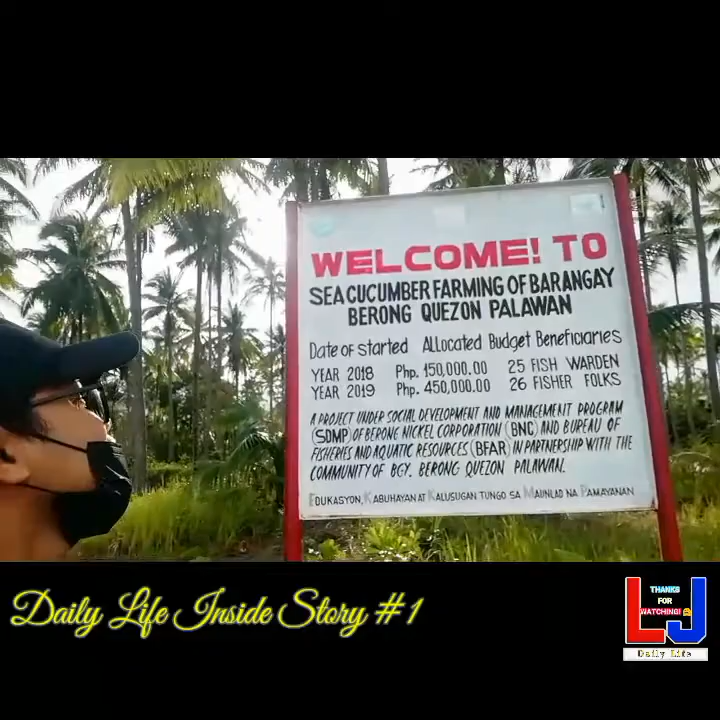 WELCOME! TO
SEA CUCUMBER FARMING OF BARANGAY
BERONG QUEZON PALAWAN
DATE OF STARTED ALLOCATED BUDGET BENEFICIARIES
YEAR 2018 Php. 150,000.00 25 FISH WARDEN
YEAR 2019 Php. 450,000.00 26 FISHER FOLKS
A PROJECT UNDER SOCIAL DEVELOPMENT AND MANAGEMENT PROGRAM
(SDMP) OF BERONG NICKEL CORPORATION (BNC) AND BUREAU OF
FISHERIES AND AQUATIC RESOURCES (BFAR) IN PARTNERSHIP WITH THE
COMMUNITY OF BGY. BERONG QUEZON PALAWAN.
EDUKASYON, KABUHAYAN AT KALUSUGAN TUNGO SA MAUNLAD NA PAMAYANAN
Daily Life Inside Story #1
LJ
THANKS
FOR
WATCHING!
Daily Life